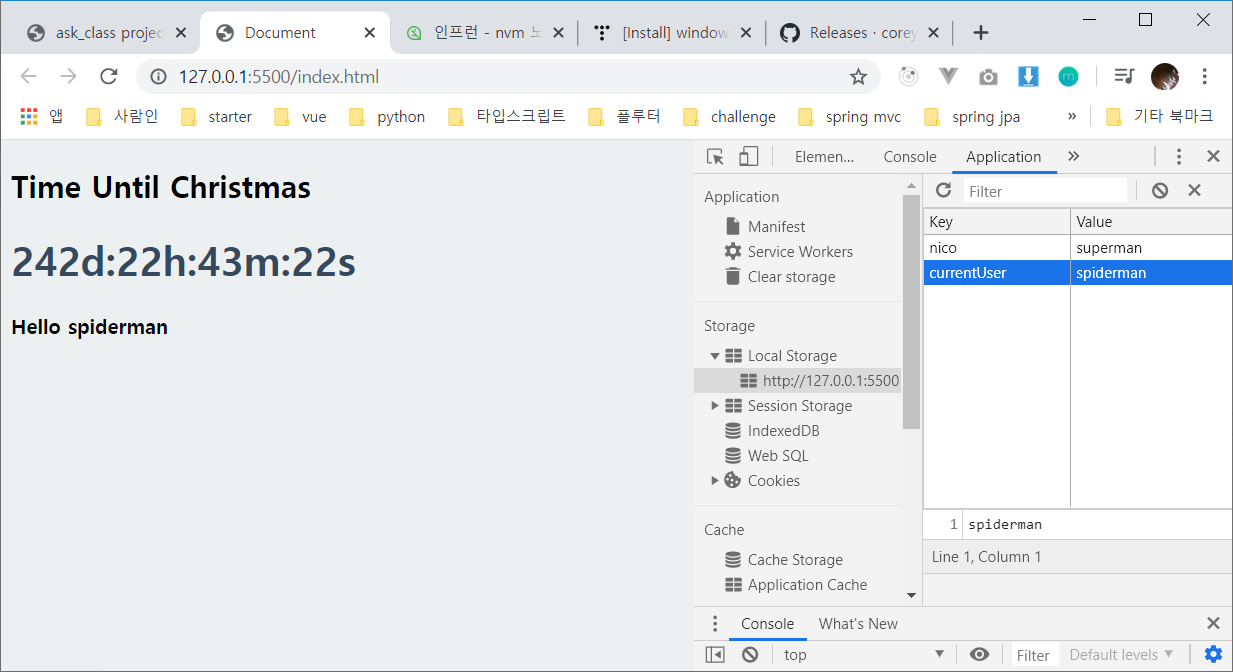 ask_class projec
Document
인프런 - nvm 노
[Install] window
Releases · corey
127.0.0.1:5500/index.html
앱
사람인
starter
vue
python
타입스크립트
플루터
challenge
spring mvc
spring jpa
»
기타 북마크
Time Until Christmas
242d:22h:43m:22s
Hello spiderman
Elemen...
Console
Application
»
Application
Manifest
Service Workers
Clear storage
Storage
Local Storage
http://127.0.0.1:5500
Session Storage
IndexedDB
Web SQL
Cookies
Cache
Cache Storage
Application Cache
Filter
Key Value
nico superman
currentUser spiderman
1 spiderman
Line 1, Column 1
Console What's New
top Filter Default levels